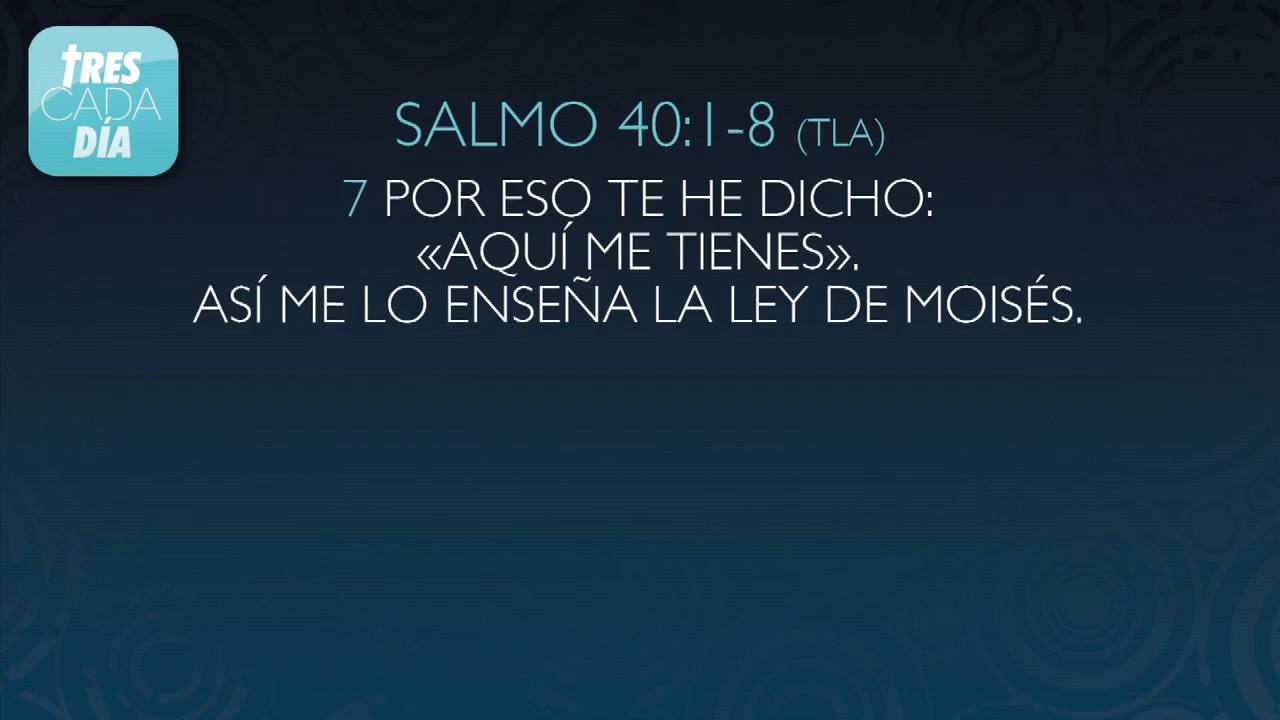 tRES
CADA
DÍA
SALMO 40:1-8 (TLA)
7 POR ESO TE HE DICHO:
«AQUÍ ME TIENES».
ASÍ ME LO ENSEÑA LA LEY DE MOISÉS.